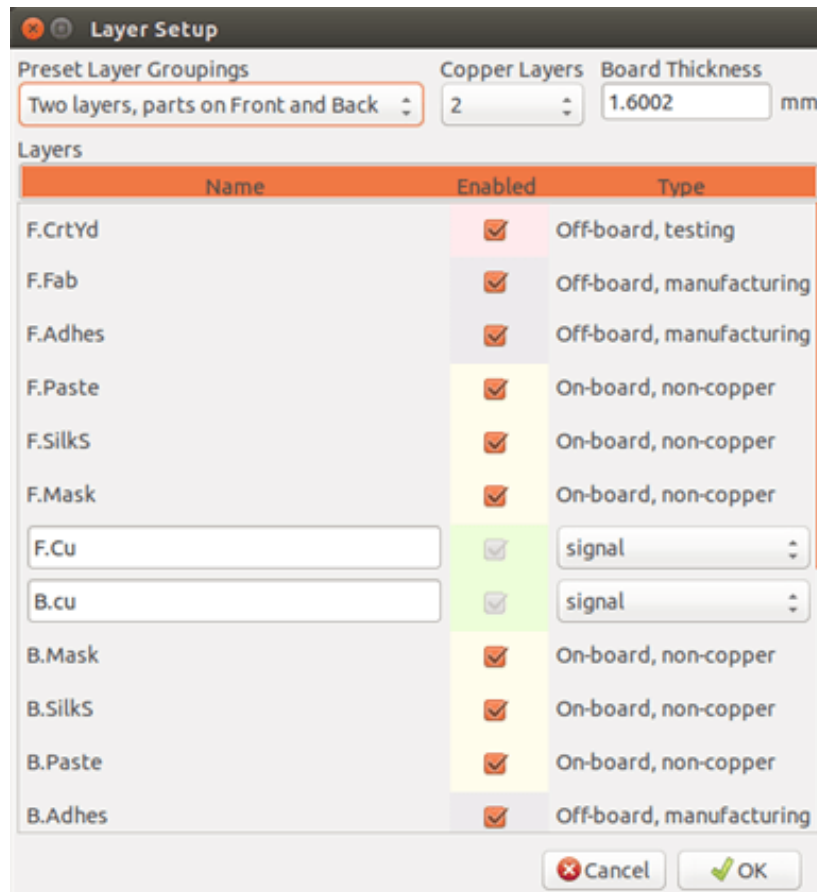 Layer Setup
Preset Layer Groupings Copper Layers Board Thickness
Two layers, parts on Front and Back 2 1.6002 mm
Layers
Name Enabled Type
F.CrtYd Off-board, testing
F.Fab Off-board, manufacturing
F.Adhes Off-board, manufacturing
F.Paste On-board, non-copper
F.SilkS On-board, non-copper
F.Mask On-board, non-copper
F.Cu signal
B.cu signal
B.Mask On-board, non-copper
B.SilkS On-board, non-copper
B.Paste On-board, non-copper
B.Adhes Off-board, manufacturing
Cancel OK